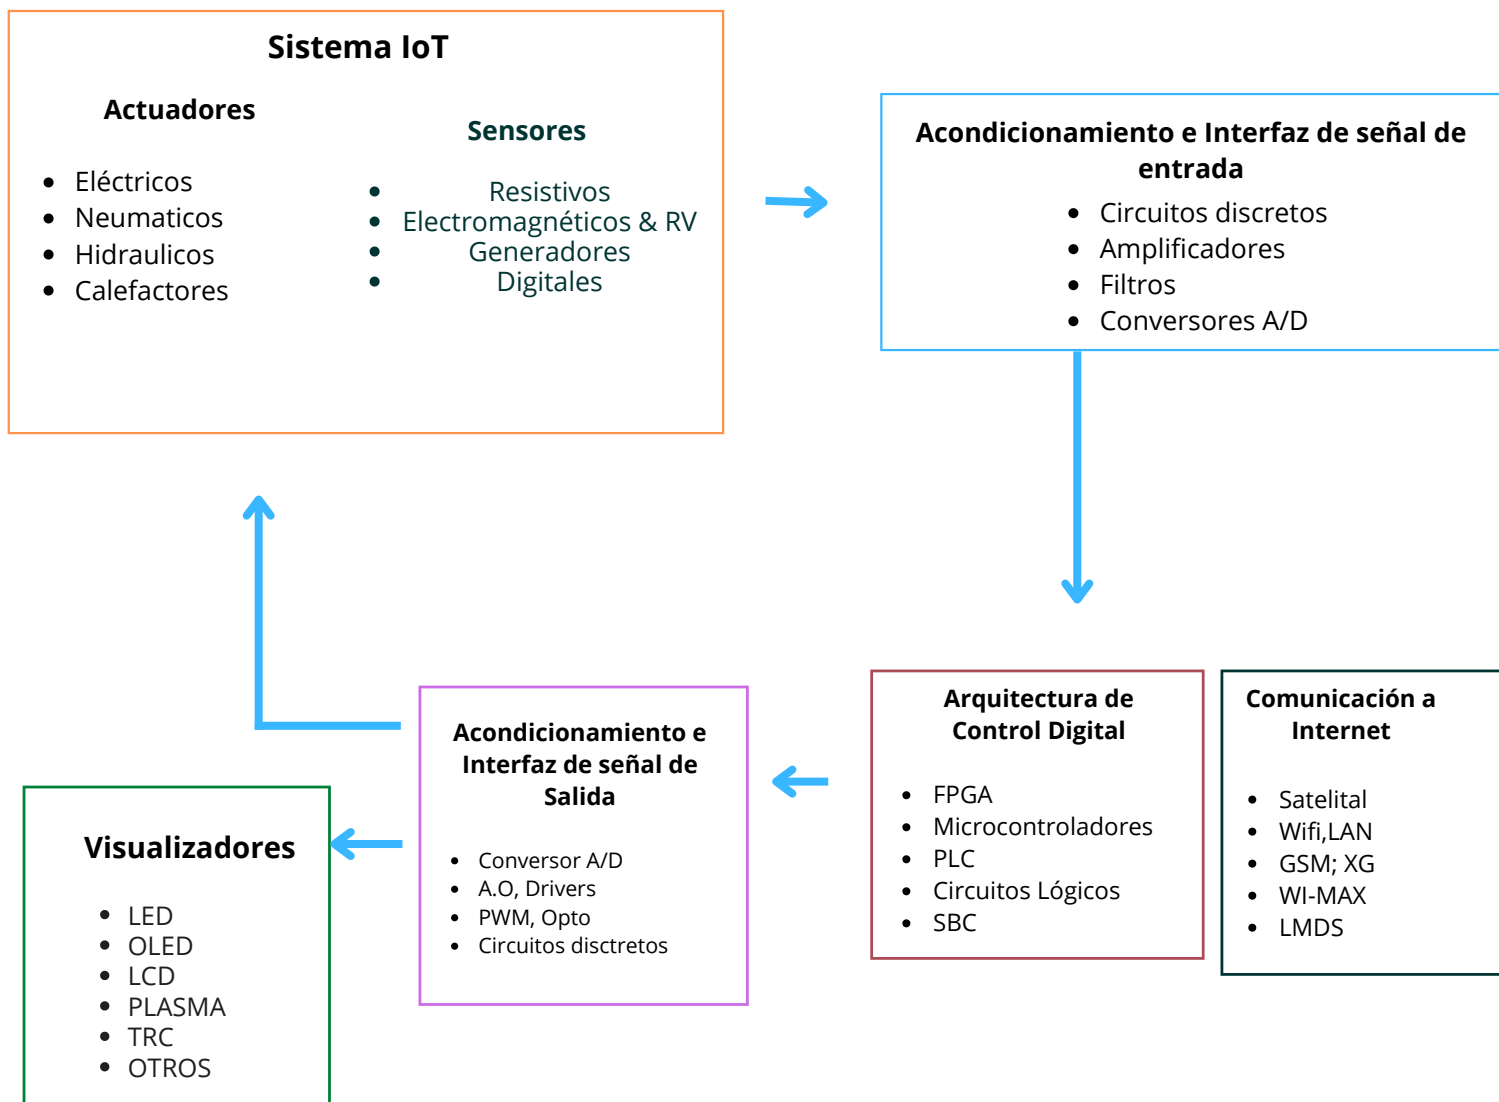 Sistema IoT
Actuadores
• Eléctricos
• Neumaticos
• Hidraulicos
• Calefactores
Sensores
• Resistivos
• Electromagnéticos & RV
• Generadores
• Digitales
Acondicionamiento e Interfaz de señal de
entrada
• Circuitos discretos
• Amplificadores
• Filtros
• Conversores A/D
Arquitectura de
Control Digital
• FPGA
• Microcontroladores
• PLC
• Circuitos Lógicos
• SBC
Comunicación a
Internet
• Satelital
• Wifi,LAN
• GSM; XG
• WI-MAX
• LMDS
Acondicionamiento e
Interfaz de señal de
Salida
• Conversor A/D
• A.O, Drivers
• PWM, Opto
• Circuitos disctretos
Visualizadores
• LED
• OLED
• LCD
• PLASMA
• TRC
• OTROS